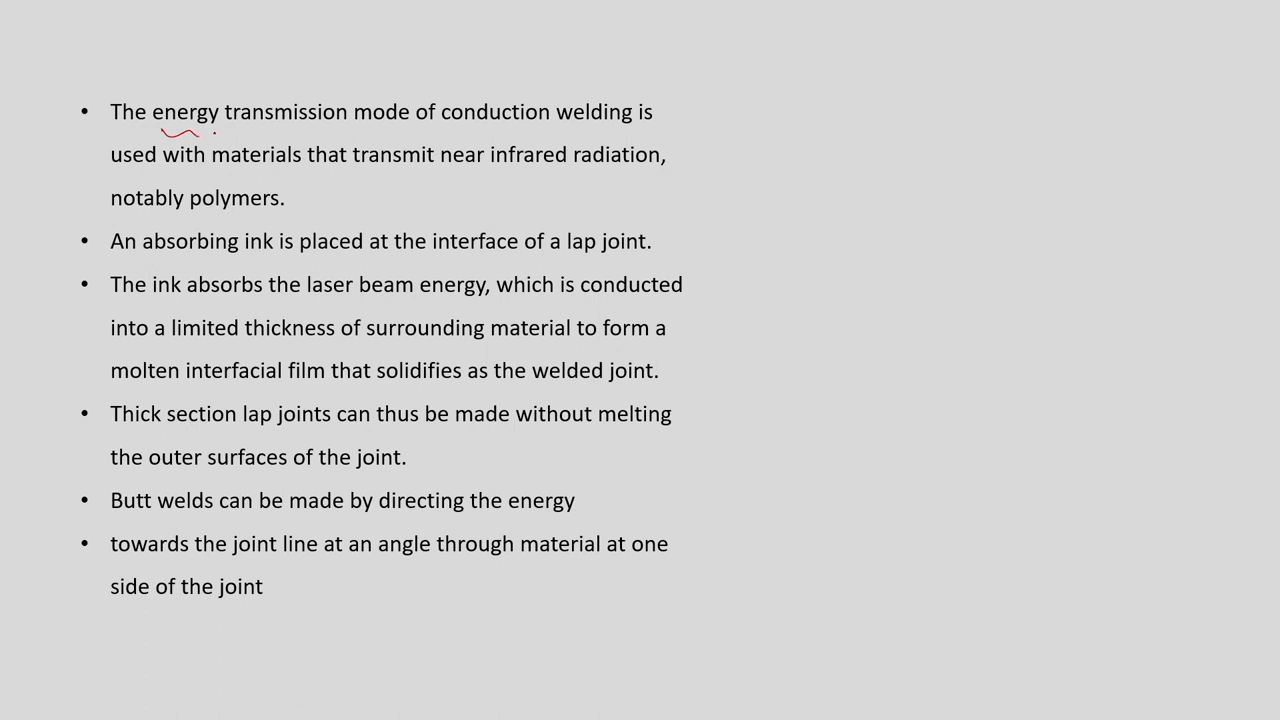 • The energy transmission mode of conduction welding is
used with materials that transmit near infrared radiation,
notably polymers.
• An absorbing ink is placed at the interface of a lap joint.
• The ink absorbs the laser beam energy, which is conducted
into a limited thickness of surrounding material to form a
molten interfacial film that solidifies as the welded joint.
• Thick section lap joints can thus be made without melting
the outer surfaces of the joint.
• Butt welds can be made by directing the energy
• towards the joint line at an angle through material at one
side of the joint